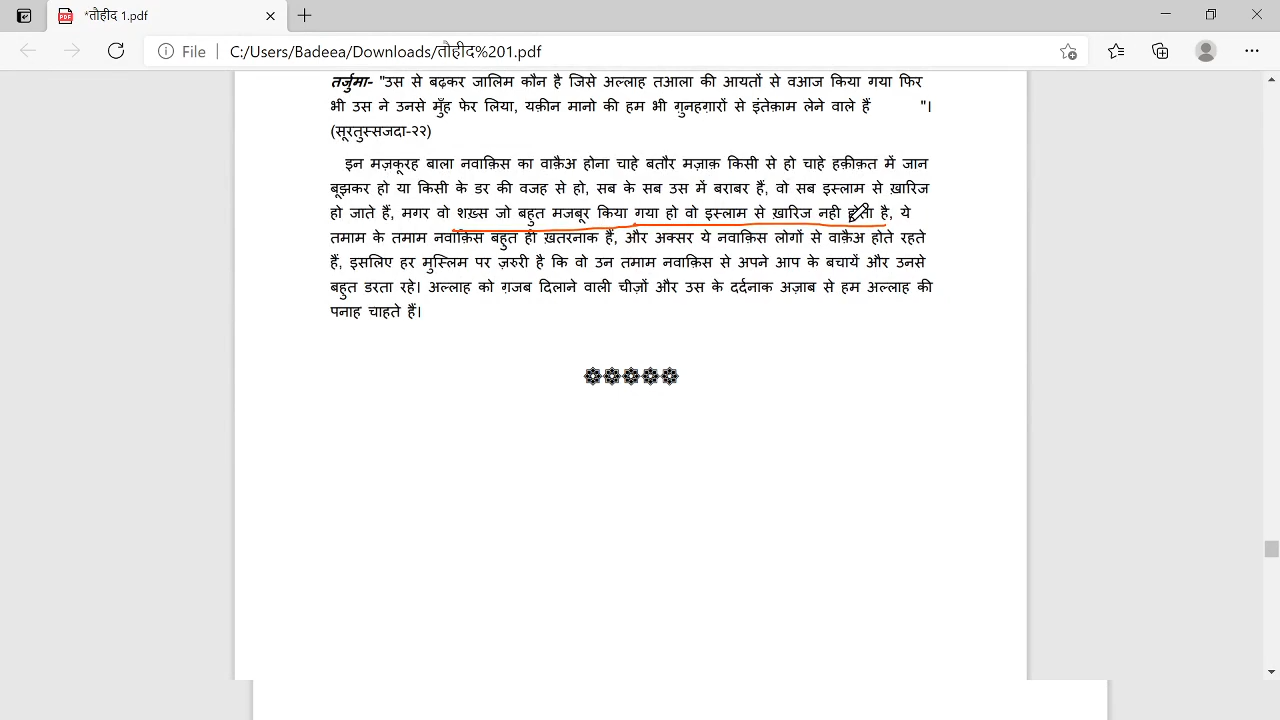 *तौहीद 1.pdf
File C:/Users/Badeea/Downloads/तौहीद%201.pdf
तर्जुमा- "उस से बढ़कर जालिम कौन है जिसे अल्लाह तआला की आयतों से वआज किया गया फिर
भी उस ने उनसे मुँह फेर लिया, यक़ीन मानो की हम भी गुनहग़ारों से इंतेक़ाम लेने वाले हैं "।
(सूरतुस्सजदा-२२)
इन मज़कूरह बाला नवाक़िस का वाक़ैअ होना चाहे बतौर मज़ाक़ किसी से हो चाहे हक़ीक़त में जान
बूझकर हो या किसी के डर की वजह से हो, सब के सब उस में बराबर हैं, वो सब इस्लाम से ख़ारिज
हो जाते हैं, मगर वो शख़्स जो बहुत मजबूर किया गया हो वो इस्लाम से ख़ारिज नही होता है, ये
तमाम के तमाम नवाक़िस बहुत ही ख़तरनाक हैं, और अक्सर ये नवाक़िस लोगों से वाक़ैअ होते रहते
हैं, इसलिए हर मुस्लिम पर ज़रुरी है कि वो उन तमाम नवाक़िस से अपने आप के बचायें और उनसे
बहुत डरता रहे। अल्लाह को ग़जब दिलाने वाली चीज़ों और उस के दर्दनाक अज़ाब से हम अल्लाह की
पनाह चाहते हैं।